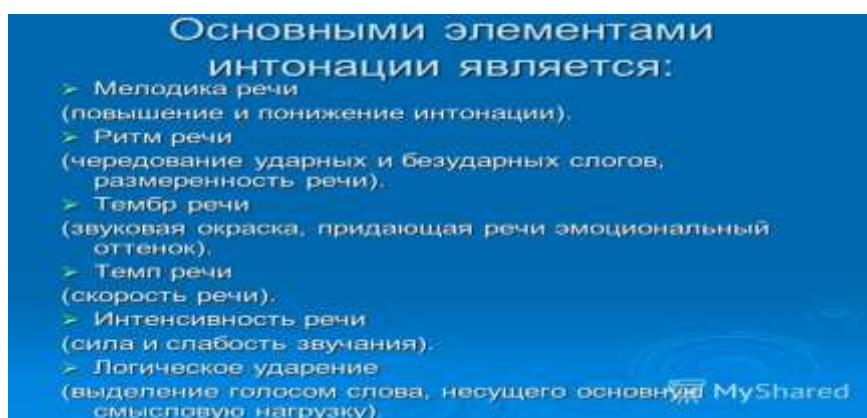 Основными элементами
интонации является:
➢ Мелодика речи
(повышение и понижение интонации).
➢ Ритм речи
(чередование ударных и безударных слогов,
размеренность речи).
➢ Тембр речи
(звуковая окраска, придающая речи эмоциональный
оттенок).
➢ Темп речи
(скорость речи).
➢ Интенсивность речи
(сила и слабость звучания).
➢ Логическое ударение
(выделение голосом слова, несущего основную
смысловую нагрузку)
MyShared